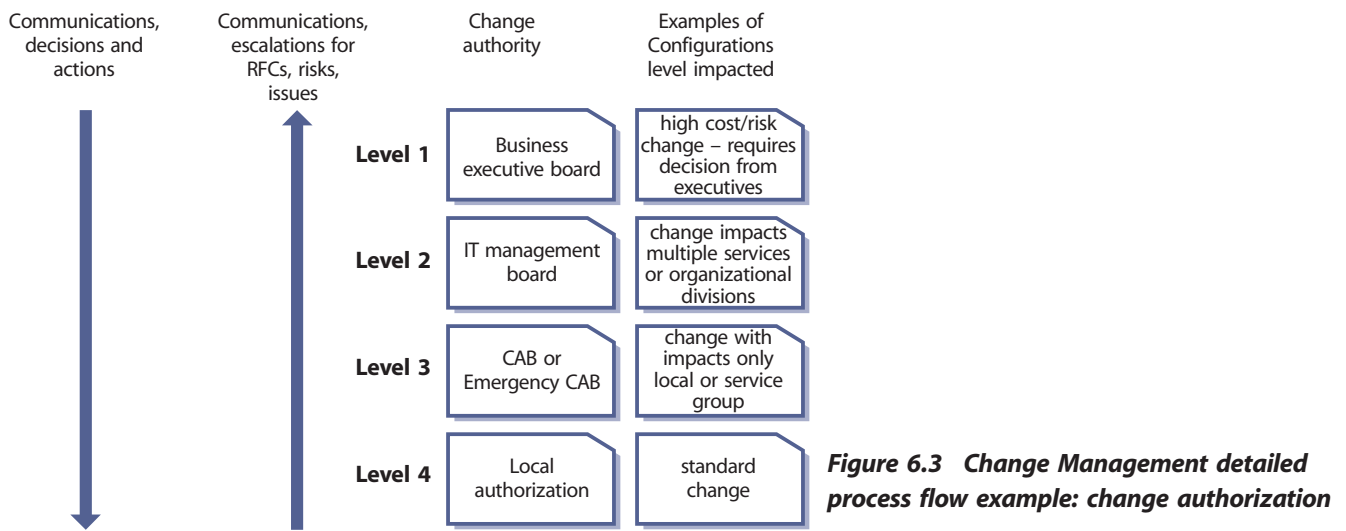 Communications,
decisions and
actions
Communications,
escalations for
RFCs, risks,
issues
Change
authority
Examples of
Configurations
level impacted
Level 1
Business
executive board
high cost/risk
change – requires
decision from
executives
Level 2
IT management
board
change impacts
multiple services
or organizational
divisions
Level 3
CAB or
Emergency CAB
change with
impacts only
local or service
group
Level 4
Local
authorization
standard
change
Figure 6.3 Change Management detailed
process flow example: change authorization